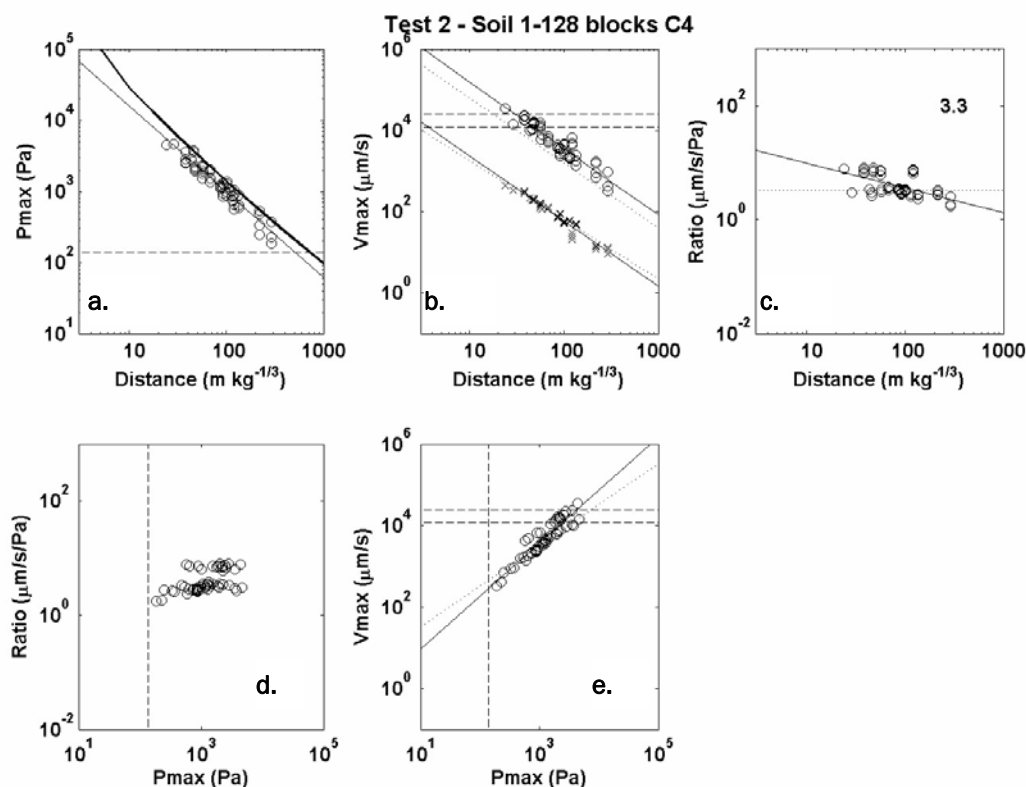 Test 2 - Soil 1-128 blocks C4
10^5
10^4
10^3
10^2
10^1
Pmax (Pa)
a.
10
100
1000
Distance (m kg^-1/3)
10^6
10^4
10^2
10^0
Vmax (μm/s)
b.
10
100
1000
Distance (m kg^-1/3)
10^2
10^0
10^-2
Ratio (μm/s/Pa)
3.3
c.
10
100
1000
Distance (m kg^-1/3)
10^2
10^0
10^-2
Ratio (μm/s/Pa)
d.
10^1
10^3
10^5
Pmax (Pa)
10^6
10^4
10^2
10^0
Vmax (μm/s)
e.
10^1
10^3
10^5
Pmax (Pa)